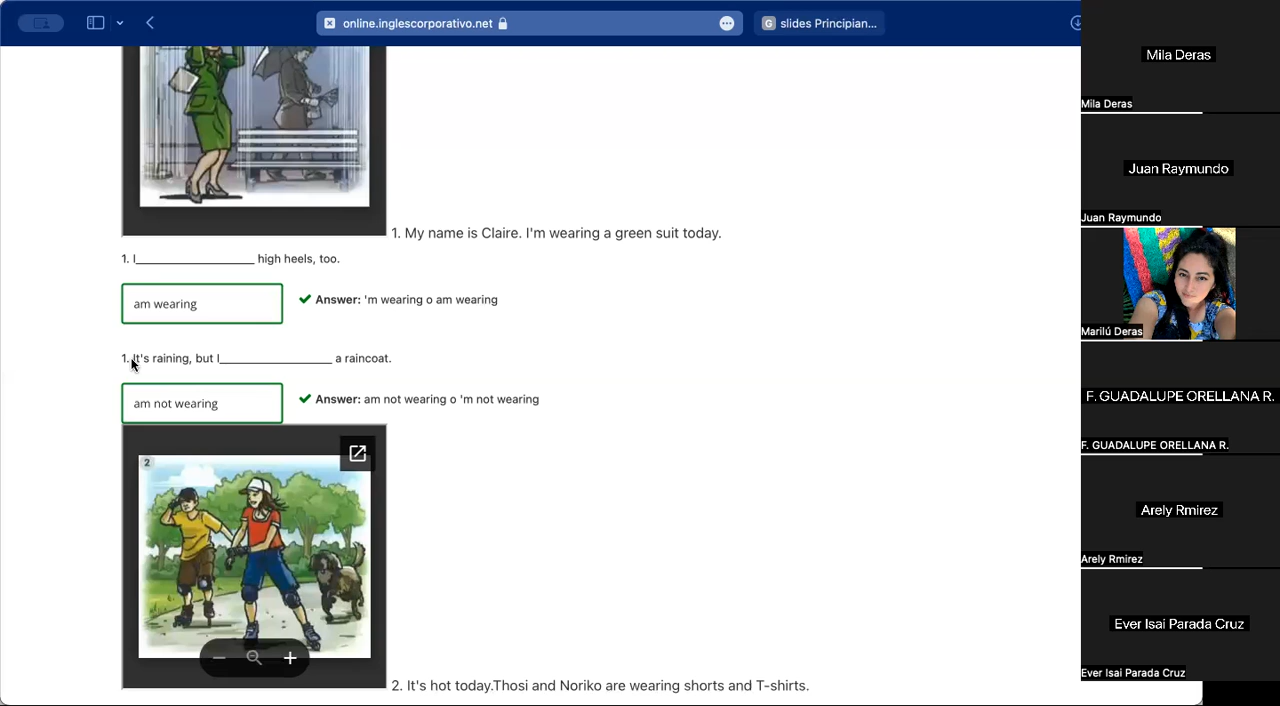 online.inglescorporativo.net
G slides Principian...
1. My name is Claire. I'm wearing a green suit today.
1. I___________________ high heels, too.
am wearing
Answer: 'm wearing o am wearing
1. It's raining, but I__________________ a raincoat.
am not wearing
Answer: am not wearing o 'm not wearing
2
2. It's hot today.Thosi and Noriko are wearing shorts and T-shirts.
Mila Deras
Mila Deras
Juan Raymundo
Juan Raymundo
Marilú Deras
F. GUADALUPE ORELLANA R.
F. GUADALUPE ORELLANA R.
Arely Rmirez
Arely Rmirez
Ever Isai Parada Cruz
Ever Isai Parada Cruz